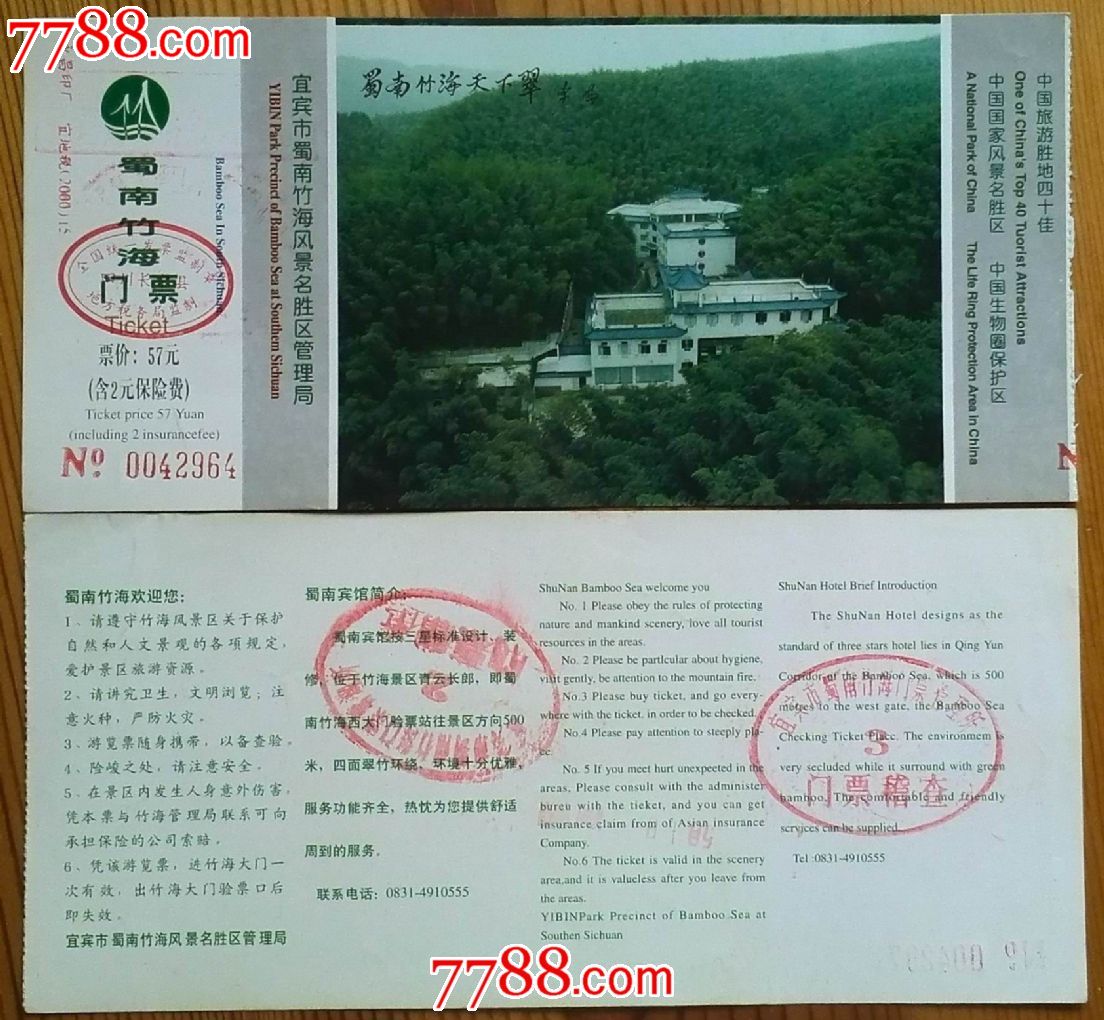 7788.com
印厂 宜地税(2000)15
蜀南竹海
门票
Bamboo Sea In South Sichuan
全国统一发票监制章
地方税务局监制
Ticket
票价: 57元
(含2元保险费)
Ticket price 57 Yuan
(including 2 insurancefee)
No 0042964
宜宾市蜀南竹海风景名胜区管理局
YIBIN Park Precinct of Bamboo Sea at Southern Sichuan
蜀南竹海天下翠
中国旅游胜地四十佳
One of China's Top 40 Tuorist Attractions
中国国家风景名胜区 中国生物圈保护区
A National Park of China The Life Ring Protection Area in China
N
蜀南竹海欢迎您:
1、请遵守竹海风景区关于保护
自然和人文景观的各项规定,
爱护景区旅游资源。
2、请讲究卫生,文明浏览;注
意火种,严防火灾。
3、游览票随身携带,以备查验。
4、险峻之处,请注意安全。
5、在景区内发生人身意外伤害,
凭本票与竹海管理局联系可向
承担保险的公司索赔。
6、凭该游览票,进竹海大门一
次有效,出竹海大门验票口后
即失效。
宜宾市蜀南竹海风景名胜区管理局
蜀南宾馆简介:
蜀南宾馆按三星标准设计、装
修,位于竹海景区青云长郎,即蜀
南竹海西大门验票站往景区方向500
米,四面翠竹环绕,环境十分优雅,
服务功能齐全,热忱为您提供舒适
周到的服务。
联系电话: 0831-4910555
ShuNan Bamboo Sea welcome you
No. 1 Please obey the rules of protecting
nature and mankind scenery, love all tourist
resources in the areas.
No. 2 Please be partlcular about hygiene,
visit gently, be attention to the mountain fire.
No.3 Please buy ticket, and go every-
where with the ticket, in order to be checked.
No.4 Please pay attention to steeply pla-
ce.
No. 5 If you meet hurt unexpected in the
areas, Please consult with the administer
bureu with the ticket, and you can get
insurance claim from of Asian insurance
Company.
No.6 The ticket is valid in the scenery
area,and it is valucless after you leave from
the areas.
YIBINPark Precinct of Bamboo Sea at
Southen Sichuan
ShuNan Hotel Brief Introduction
The ShuNan Hotel designs as the
standard of three stars hotel lies in Qing Yun
Corridor of the Bamboo Sea, which is 500
metres to the west gate, the Bamboo Sea
Checking Ticket Place. The environmem is
very secluded while it surround with green
bamboo. The comfortable and friendly
services can be supplied.
Tel :0831-4910555
3
门票稽查
7788.com